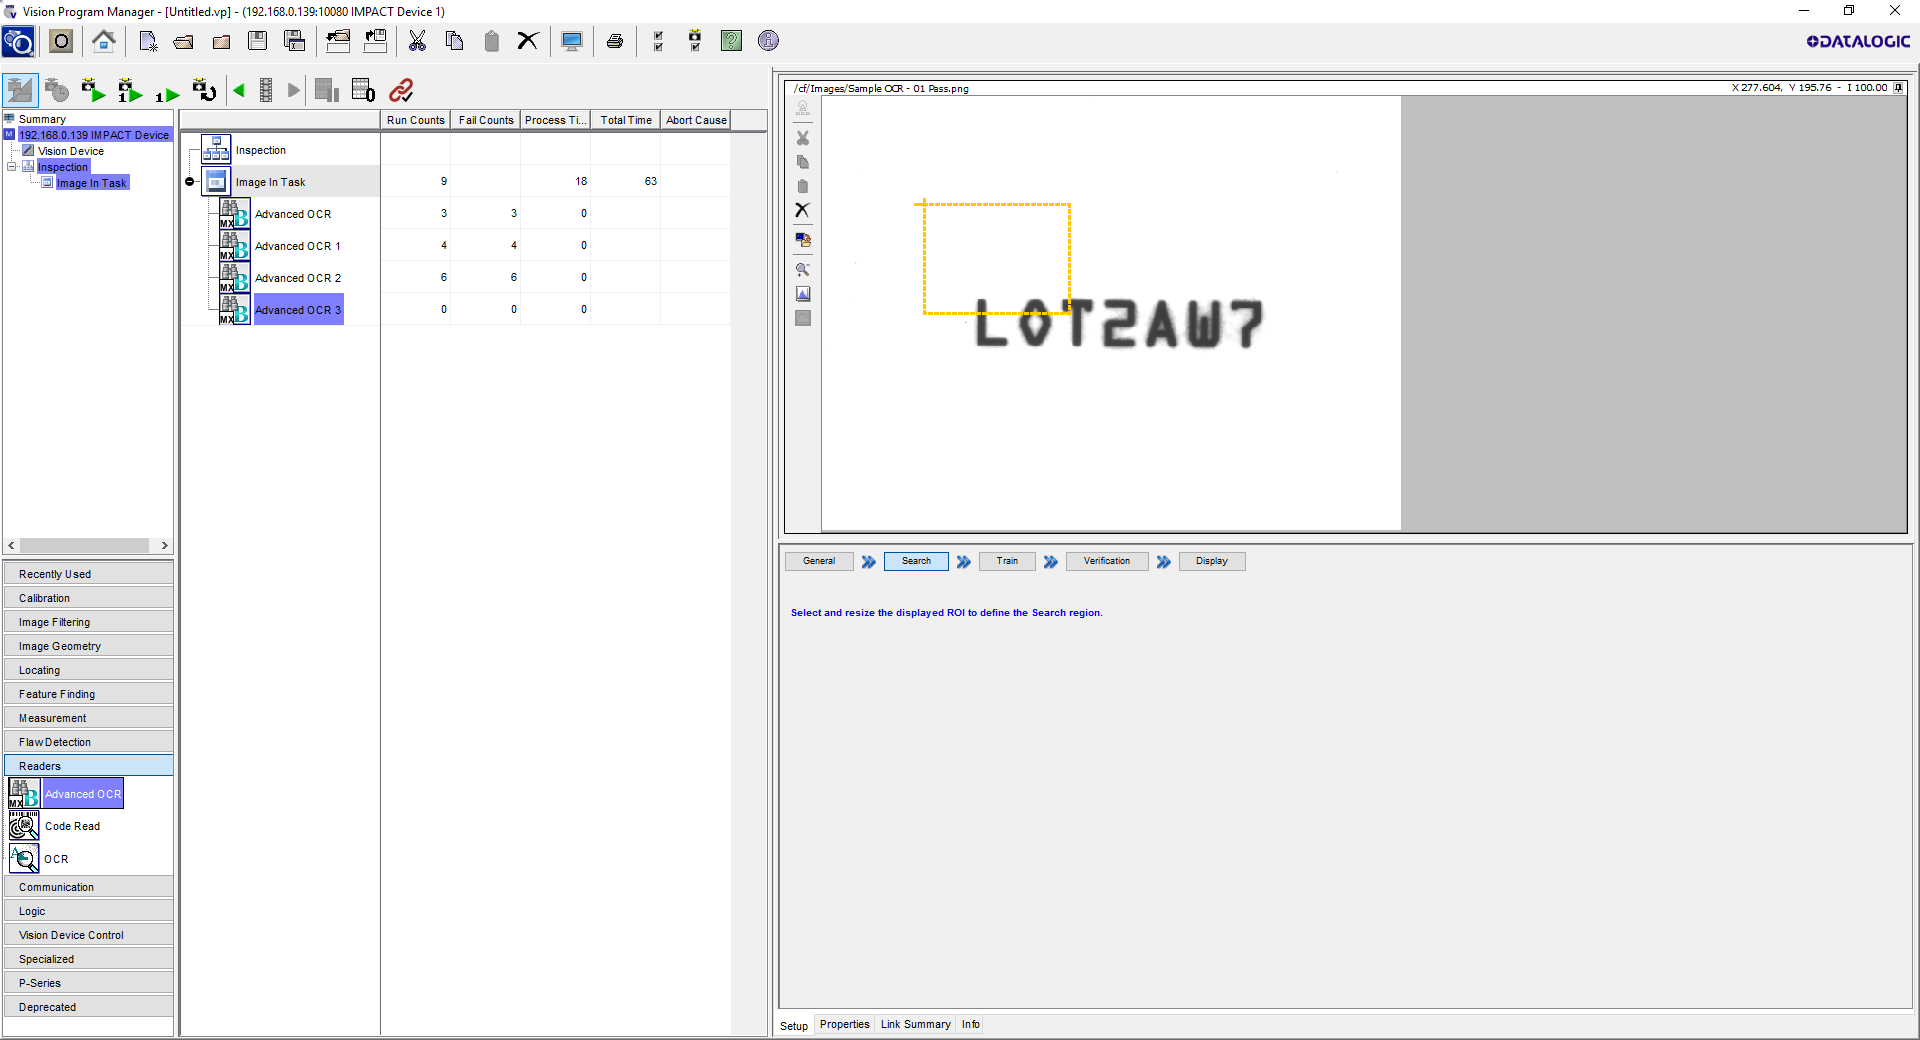 Vision Program Manager - [Untitled.vp] - (192.168.0.139:10080 IMPACT Device 1)
DATALOGIC
Summary
192.168.0.139 IMPACT Device
Vision Device
Inspection
Image In Task
Run Counts Fail Counts Process Ti... Total Time Abort Cause
Inspection
Image In Task 9 18 63
Advanced OCR 3 3 0
Advanced OCR 1 4 4 0
Advanced OCR 2 6 6 0
Advanced OCR 3 0 0 0
/cf/Images/Sample OCR - 01 Pass.png
X 277.604, Y 195.76 - I 100.00
LOT2AW7
General Search Train Verification Display
Select and resize the displayed ROI to define the Search region.
Recently Used
Calibration
Image Filtering
Image Geometry
Locating
Feature Finding
Measurement
Flaw Detection
Readers
Advanced OCR
Code Read
OCR
Communication
Logic
Vision Device Control
Specialized
P-Series
Deprecated
Setup Properties Link Summary Info